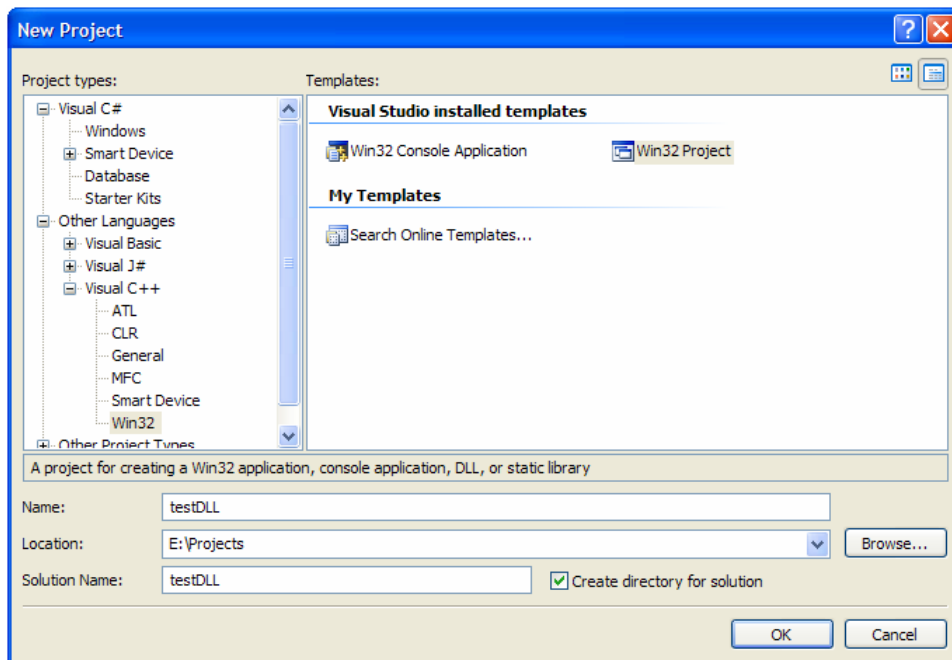 New Project
Project types:
Templates:
Visual C#
Windows
Smart Device
Database
Starter Kits
Other Languages
Visual Basic
Visual J#
Visual C++
ATL
CLR
General
MFC
Smart Device
Win32
Other Project Types
Visual Studio installed templates
Win32 Console Application
Win32 Project
My Templates
Search Online Templates...
A project for creating a Win32 application, console application, DLL, or static library
Name:
testDLL
Location:
E:\Projects
Browse...
Solution Name:
testDLL
Create directory for solution
OK
Cancel